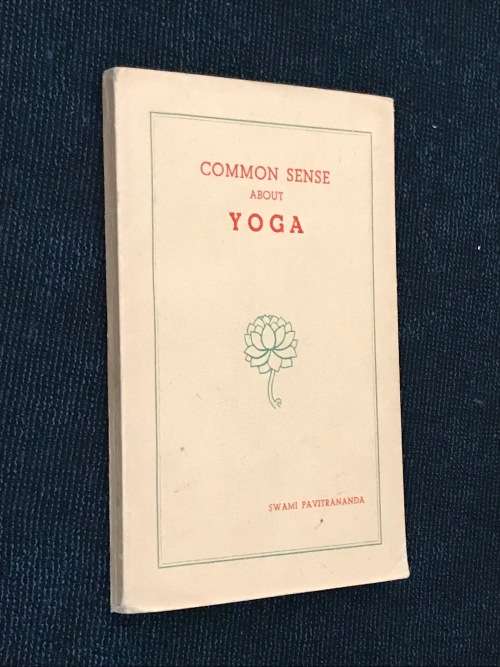 COMMON SENSE
ABOUT
YOGA
SWAMI PAVITRANANDA